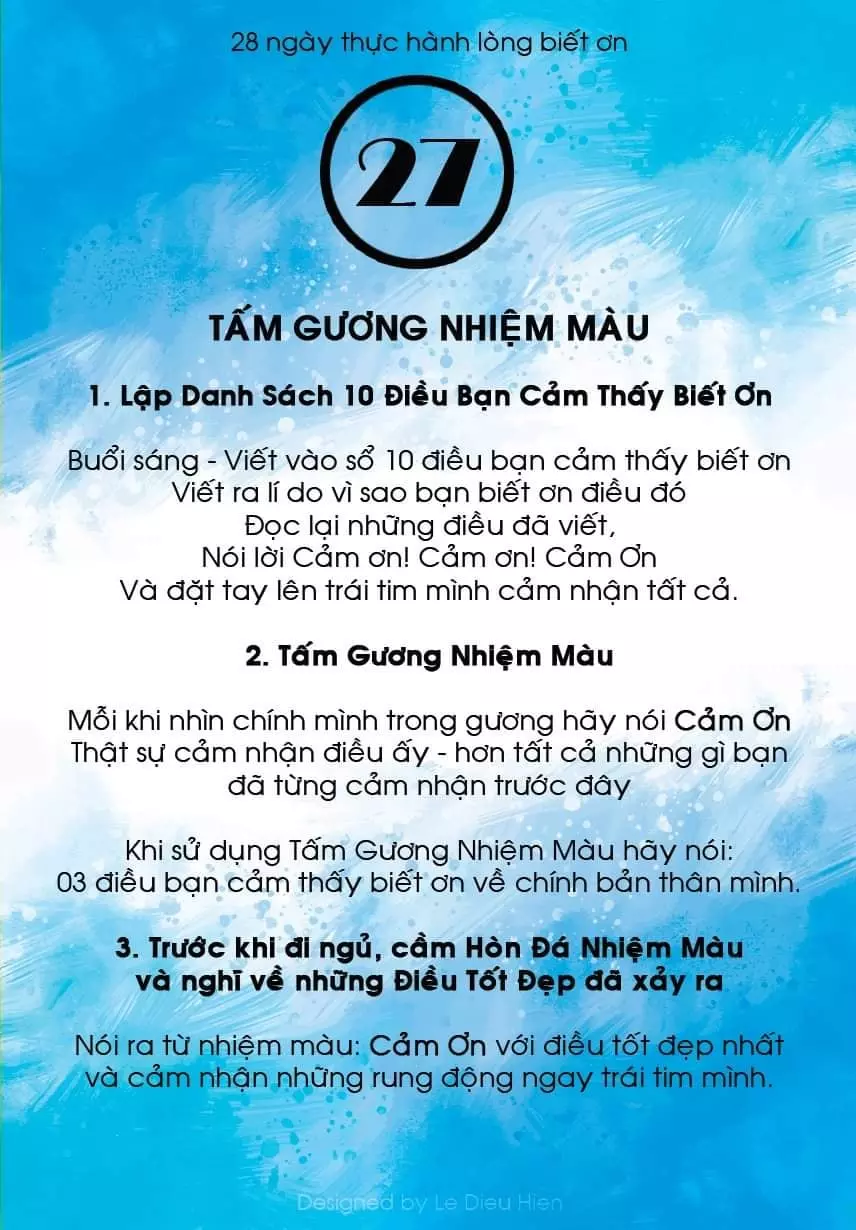 28 ngày thực hành lòng biết ơn
27
TẤM GƯƠNG NHIỆM MÀU
1. Lập Danh Sách 10 Điều Bạn Cảm Thấy Biết Ơn
Buổi sáng - Viết vào sổ 10 điều bạn cảm thấy biết ơn
Viết ra lí do vì sao bạn biết ơn điều đó
Đọc lại những điều đã viết,
Nói lời Cảm ơn! Cảm ơn! Cảm Ơn
Và đặt tay lên trái tim mình cảm nhận tất cả.
2. Tấm Gương Nhiệm Màu
Mỗi khi nhìn chính mình trong gương hãy nói Cảm Ơn
Thật sự cảm nhận điều ấy - hơn tất cả những gì bạn
đã từng cảm nhận trước đây
Khi sử dụng Tấm Gương Nhiệm Màu hãy nói:
03 điều bạn cảm thấy biết ơn về chính bản thân mình.
3. Trước khi đi ngủ, cầm Hòn Đá Nhiệm Màu
và nghĩ về những Điều Tốt Đẹp đã xảy ra
Nói ra từ nhiệm màu: Cảm Ơn với điều tốt đẹp nhất
và cảm nhận những rung động ngay trái tim mình.
Designed by Le Dieu Hien